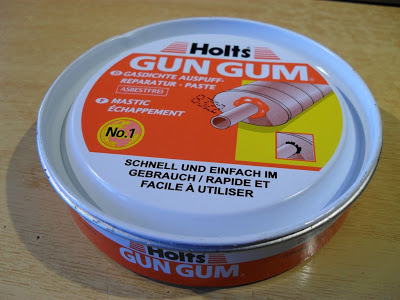 Holts
GUN GUM®
D GASDICHTE AUSPUFF-
REPARATUR - PASTE
ASBESTFREI
F MASTIC
ÉCHAPPEMENT
No.1
SCHNELL UND EINFACH IM
GEBRAUCH / RAPIDE ET
FACILE À UTILISER
Holts
GUN GUM®